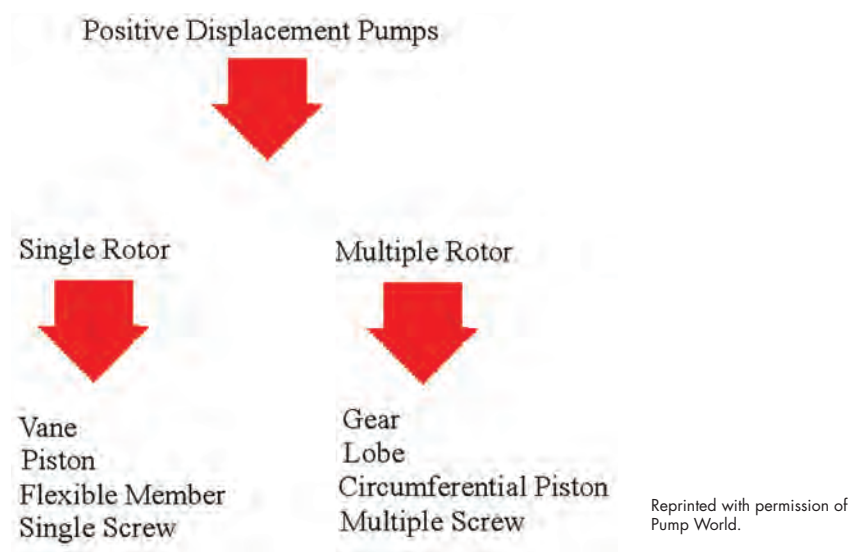 Positive Displacement Pumps
Single Rotor
Multiple Rotor
Vane
Piston
Flexible Member
Single Screw
Gear
Lobe
Circumferential Piston
Multiple Screw
Reprinted with permission of
Pump World.